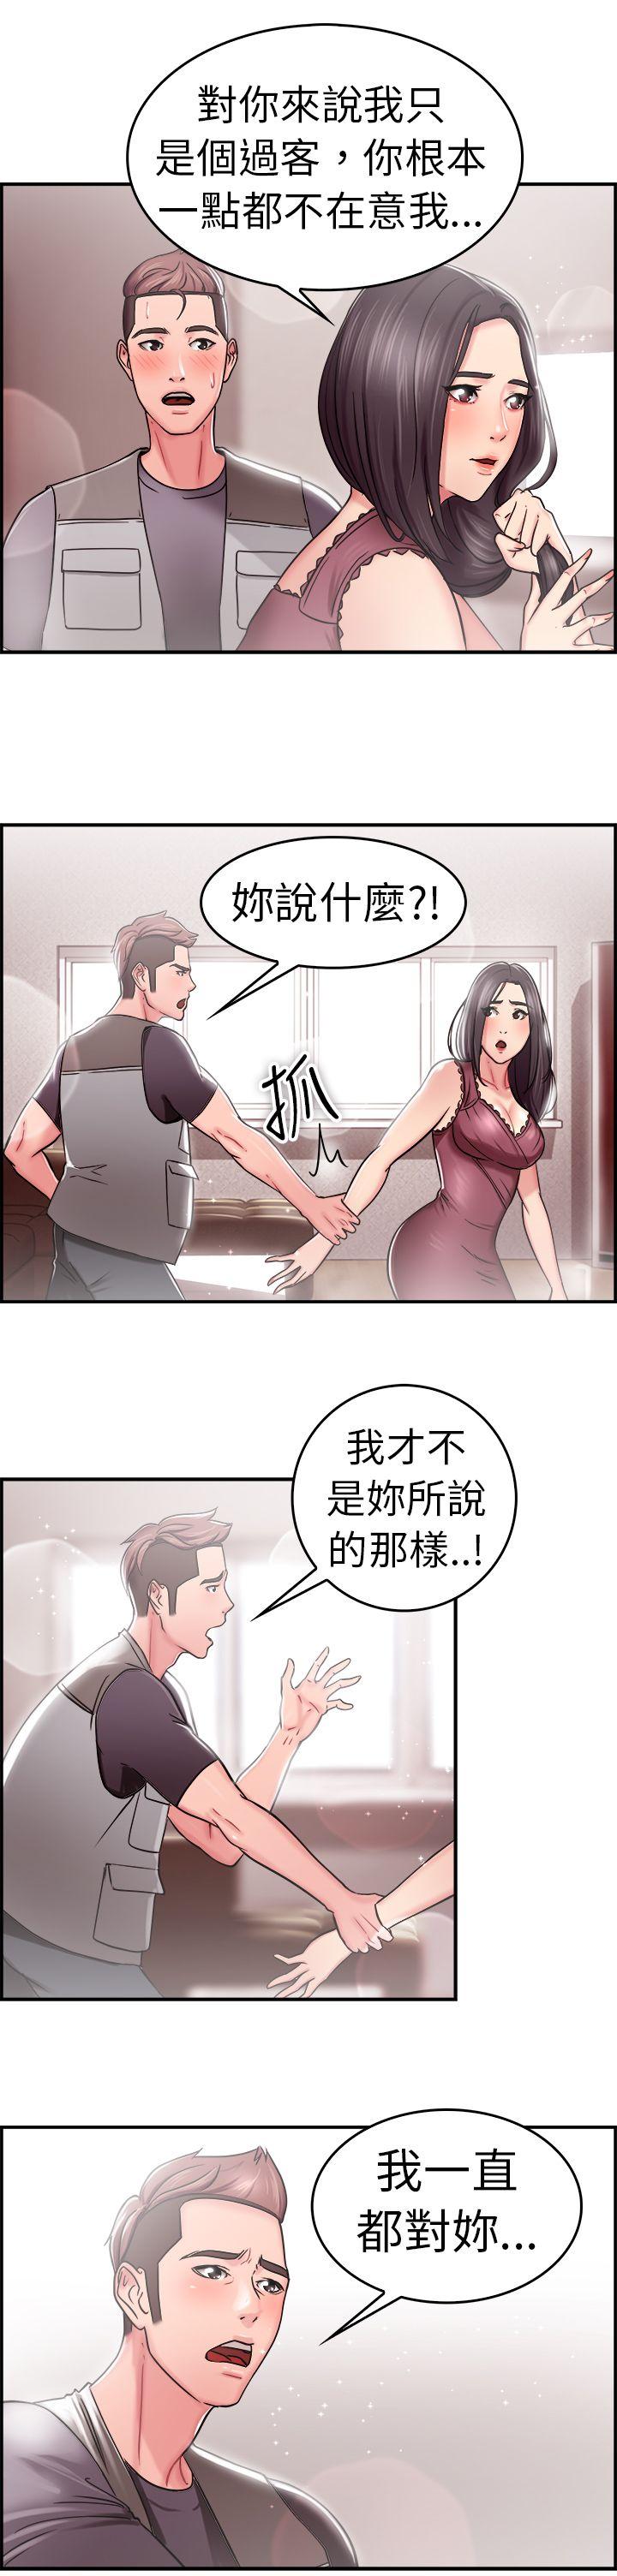 對你來說我只
是個過客，你根本
一點都不在意我...
妳說什麼?!
抓
我才不
是妳所說
的那樣..!
我一直
都對妳...